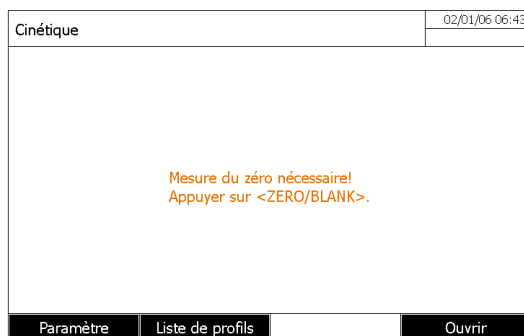 Cinétique
02/01/06 06:43
Mesure du zéro nécessaire!
Appuyer sur <ZERO/BLANK>.
Paramètre
Liste de profils
Ouvrir